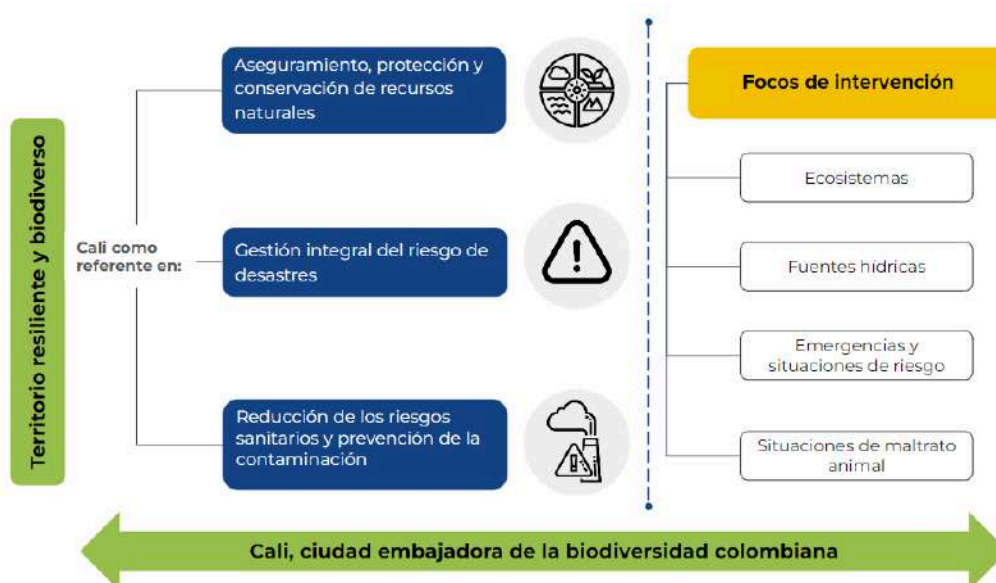 Territorio resiliente y biodiverso
Cali como
referente en:
Aseguramiento, protección y
conservación de recursos
naturales
Gestión integral del riesgo de
desastres
Reducción de los riesgos
sanitarios y prevención de la
contaminación
Focos de intervención
Ecosistemas
Fuentes hídricas
Emergencias y
situaciones de riesgo
Situaciones de maltrato
animal
Cali, ciudad embajadora de la biodiversidad colombiana